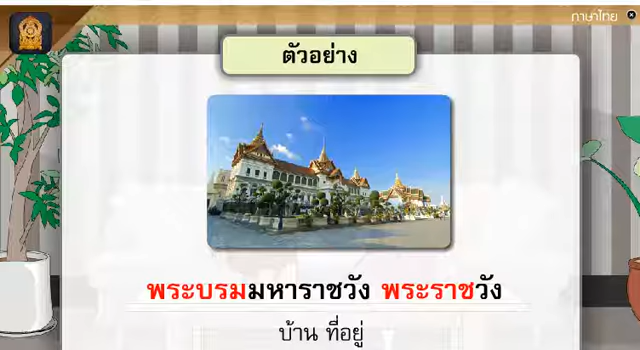 ภาษาไทย
ตัวอย่าง
พระบรมมหาราชวัง พระราชวัง
บ้าน ที่อยู่